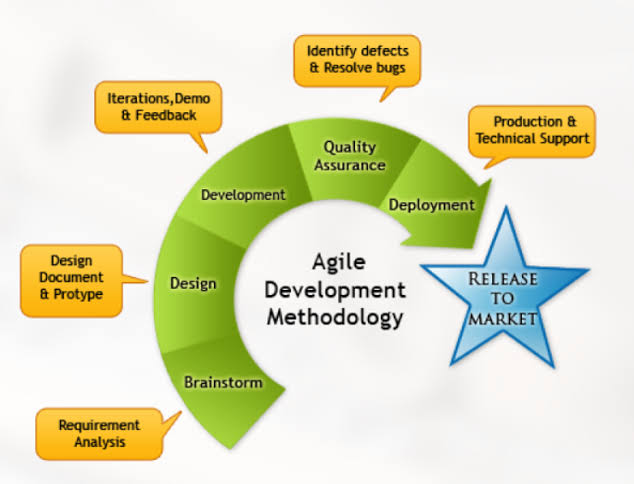 Identify defects
& Resolve bugs
Iterations,Demo
& Feedback
Production &
Technical Support
Quality
Assurance
Development
Deployment
Design
Document
& Protype
Design
Agile
Development
Methodology
RELEASE
TO
MARKET
Brainstorm
Requirement
Analysis